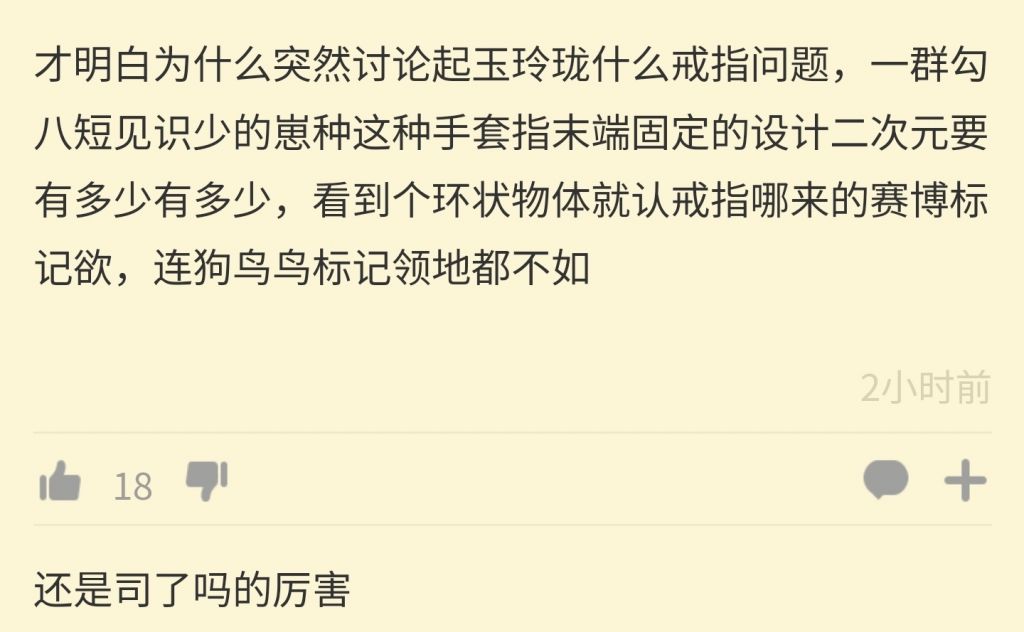 才明白为什么突然讨论起玉玲珑什么戒指问题，一群勾
八短见识少的崽种这种手套指末端固定的设计二次元要
有多少有多少，看到个环状物体就认戒指哪来的赛博标
记欲，连狗鸟鸟标记领地都不如
2小时前
18
还是司了吗的厉害